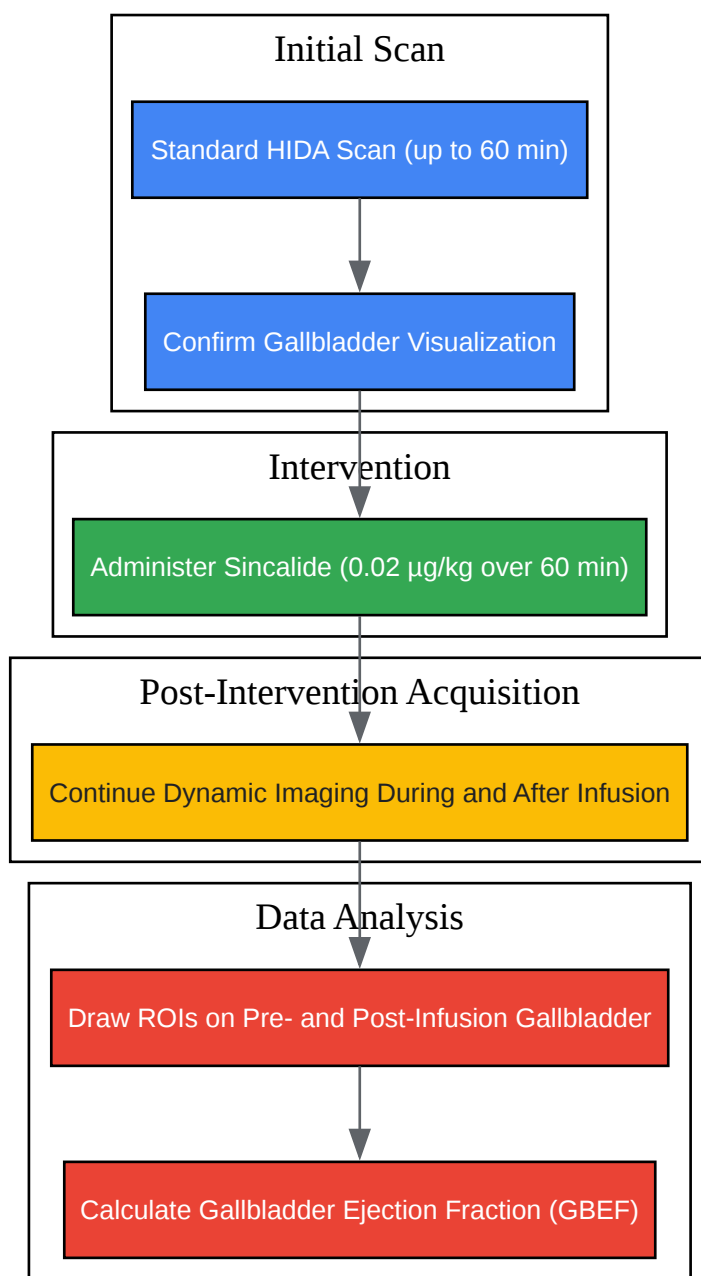 Initial Scan
Standard HIDA Scan (up to 60 min)
Confirm Gallbladder Visualization
Intervention
Administer Sincalide (0.02 µg/kg over 60 min)
Post-Intervention Acquisition
Continue Dynamic Imaging During and After Infusion
Data Analysis
Draw ROIs on Pre- and Post-Infusion Gallbladder
Calculate Gallbladder Ejection Fraction (GBEF)